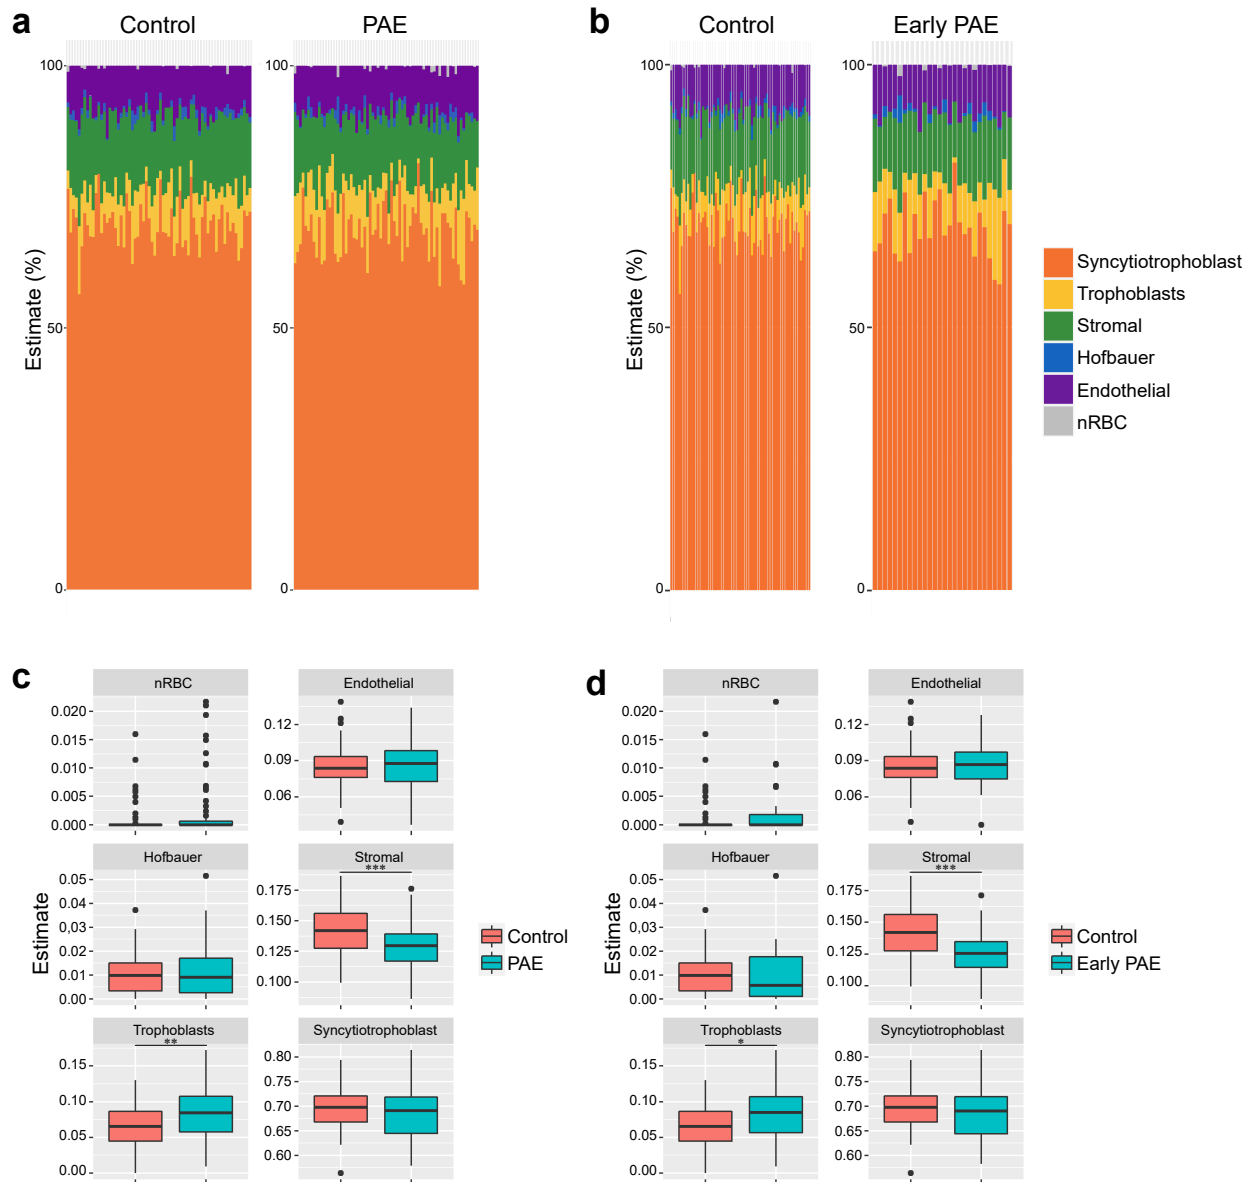 a
Control
PAE
Estimate (%)
100
50
0
100
50
0
b
Control
Early PAE
Estimate (%)
100
50
0
100
50
0
Syncytiotrophoblast
Trophoblasts
Stromal
Hofbauer
Endothelial
nRBC
c
nRBC
0.020
0.015
0.010
0.005
0.000
Endothelial
0.12
0.09
0.06
Hofbauer
0.05
0.04
0.03
0.02
0.01
0.00
Stromal
***
0.175
0.150
0.125
0.100
Trophoblasts
**
0.15
0.10
0.05
0.00
Syncytiotrophoblast
0.80
0.75
0.70
0.65
0.60
Estimate
Control
PAE
d
nRBC
0.020
0.015
0.010
0.005
0.000
Endothelial
0.12
0.09
0.06
Hofbauer
0.05
0.04
0.03
0.02
0.01
0.00
Stromal
***
0.175
0.150
0.125
0.100
Trophoblasts
*
0.15
0.10
0.05
0.00
Syncytiotrophoblast
0.80
0.75
0.70
0.65
0.60
Estimate
Control
Early PAE